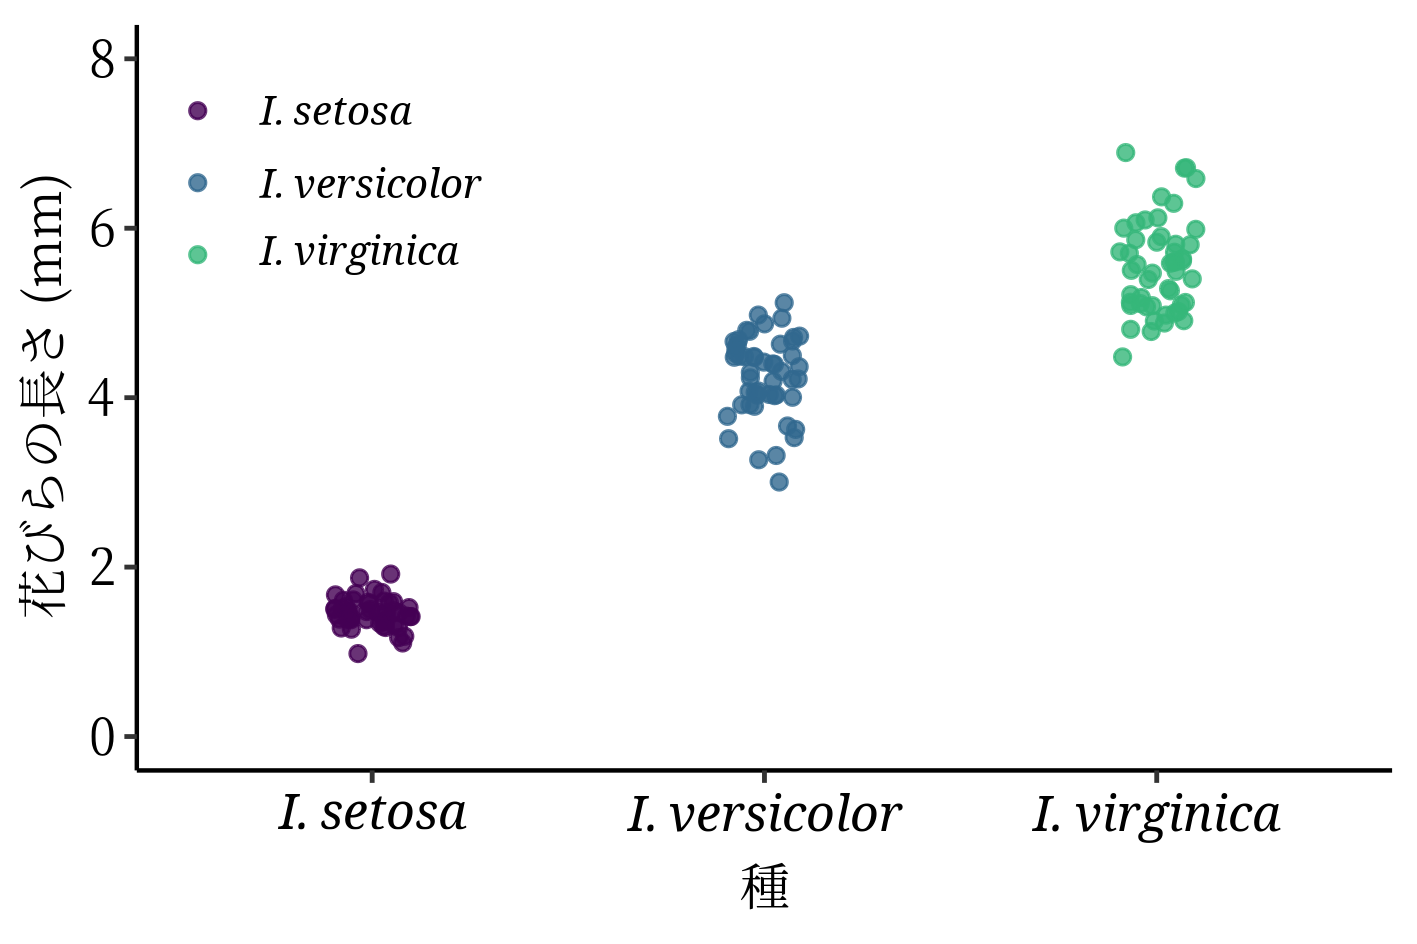 8
6
4
2
0
花びらの長さ (mm)
I. setosa
I. versicolor
I. virginica
I. setosa
I. versicolor
I. virginica
種